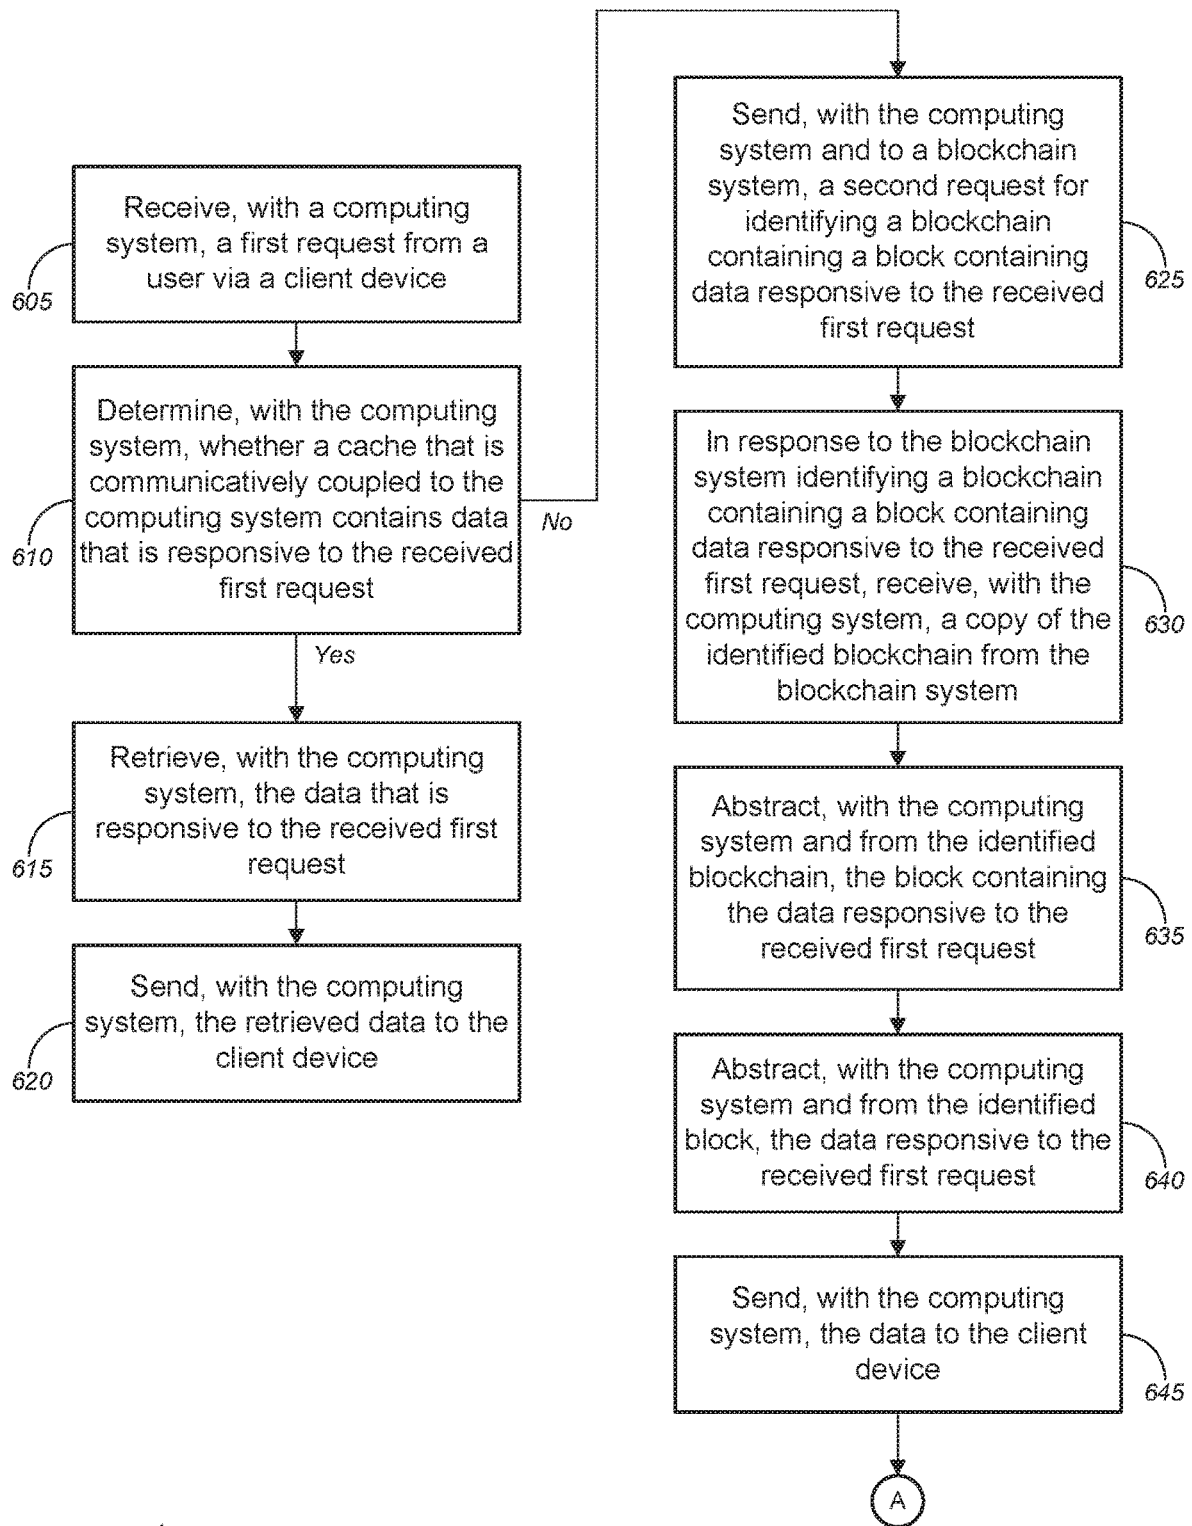 Receive, with a computing
system, a first request from a
user via a client device
605
Determine, with the computing
system, whether a cache that is
communicatively coupled to the
computing system contains data
that is responsive to the received
first request
610
No
Yes
Retrieve, with the computing
system, the data that is
responsive to the received first
request
615
Send, with the computing
system, the retrieved data to the
client device
620
Send, with the computing
system and to a blockchain
system, a second request for
identifying a blockchain
containing a block containing
data responsive to the received
first request
625
In response to the blockchain
system identifying a blockchain
containing a block containing
data responsive to the received
first request, receive, with the
computing system, a copy of the
identified blockchain from the
blockchain system
630
Abstract, with the computing
system and from the identified
blockchain, the block containing
the data responsive to the
received first request
635
Abstract, with the computing
system and from the identified
block, the data responsive to the
received first request
640
Send, with the computing
system, the data to the client
device
645
A